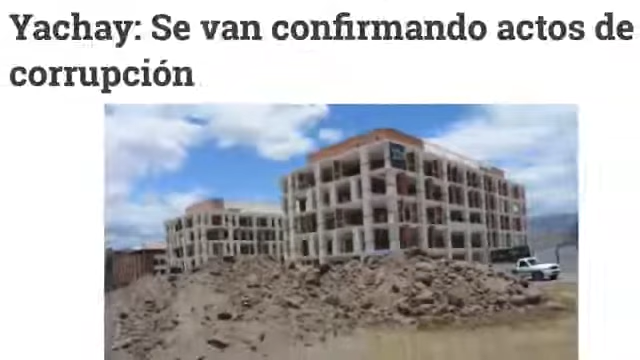 Yachay: Se van confirmando actos de
corrupción